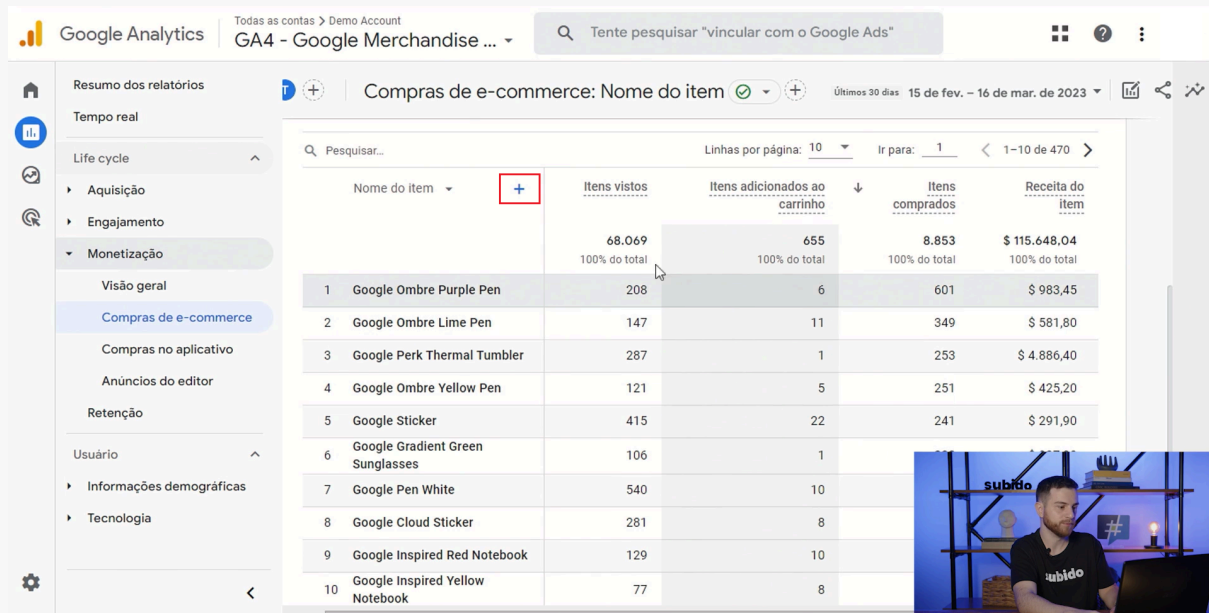 Google Analytics
Todas as contas > Demo Account
GA4 - Google Merchandise ...
Tente pesquisar "vincular com o Google Ads"
Resumo dos relatórios
Tempo real
Life cycle
Aquisição
Engajamento
Monetização
Visão geral
Compras de e-commerce
Compras no aplicativo
Anúncios do editor
Retenção
Usuário
Informações demográficas
Tecnologia
T
Compras de e-commerce: Nome do item
Últimos 30 dias 15 de fev. – 16 de mar. de 2023
Pesquisar...
Linhas por página: 10
Ir para: 1
1–10 de 470
Nome do item
+
Itens vistos
Itens adicionados ao
carrinho
Itens
comprados
Receita do
item
68.069 655 8.853 $ 115.648,04
100% do total 100% do total 100% do total 100% do total
1 Google Ombre Purple Pen 208 6 601 $ 983,45
2 Google Ombre Lime Pen 147 11 349 $ 581,80
3 Google Perk Thermal Tumbler 287 1 253 $ 4.886,40
4 Google Ombre Yellow Pen 121 5 251 $ 425,20
5 Google Sticker 415 22 241 $ 291,90
6 Google Gradient Green
Sunglasses 106 1
7 Google Pen White 540 10
8 Google Cloud Sticker 281 8
9 Google Inspired Red Notebook 129 10
10 Google Inspired Yellow
Notebook 77 8
subido
#
subido